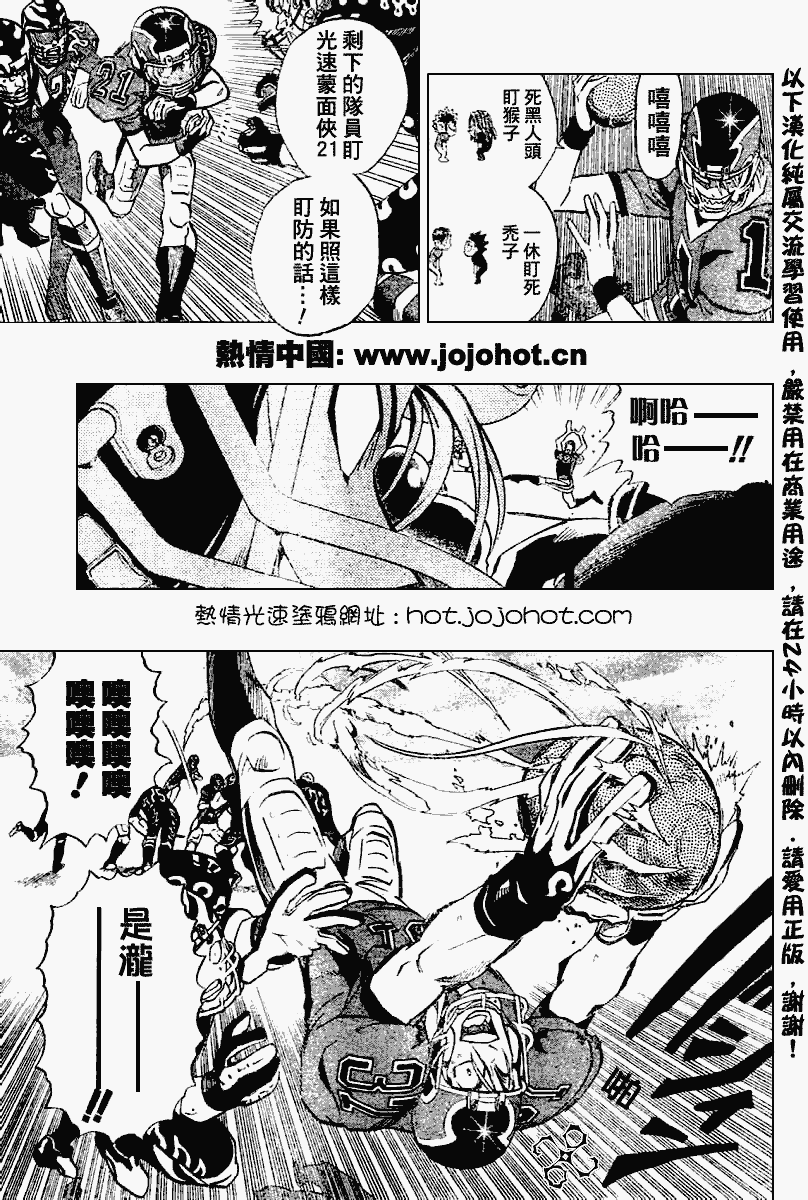 嘻嘻嘻
死黑人頭
盯猴子
一休盯死
禿子
剩下的隊員盯
光速蒙面俠
21
如果照這樣
盯防的話…!
熱情中國: www.jojohot.cn
啊哈——
哈——!!
熱情光速塗鴉網址:hot.jojohot.com
噢噢噢噢
噢噢噢!
是瀧
——!!
以下漢化純屬交流學習使用，嚴禁用在商業用途，請在24小時以內刪除．請愛用正版，謝謝！